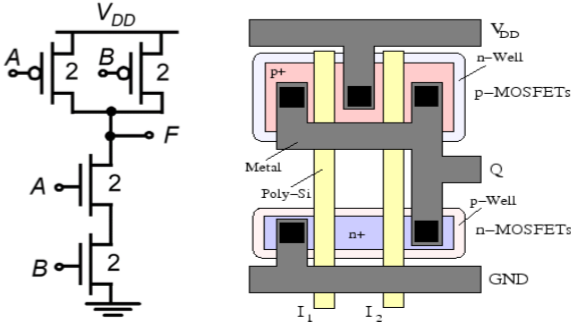 V_DD
A
2
B
2
F
A
2
B
2
V_DD
n-Well
p+
p-MOSFETs
Metal
Q
Poly-Si
p-Well
n+
n-MOSFETs
GND
I_1
I_2